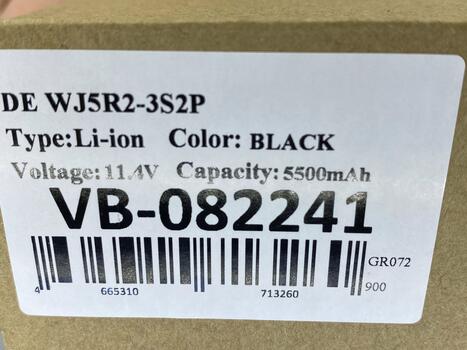 DE WJ5R2-3S2P
Type:Li-ion Color: BLACK
Voltage: 11.4V Capacity: 5500mAh
VB-082241
GR072
4 665310 713260 900